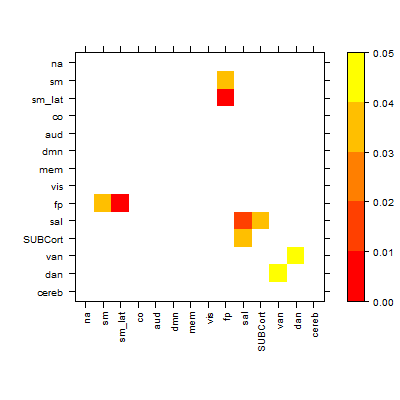 na
sm
sm_lat
co
aud
dmn
mem
vis
fp
sal
SUBCort
van
dan
cereb
na
sm
sm_lat
co
aud
dmn
mem
vis
fp
sal
SUBCort
van
dan
cereb
0.05
0.04
0.03
0.02
0.01
0.00